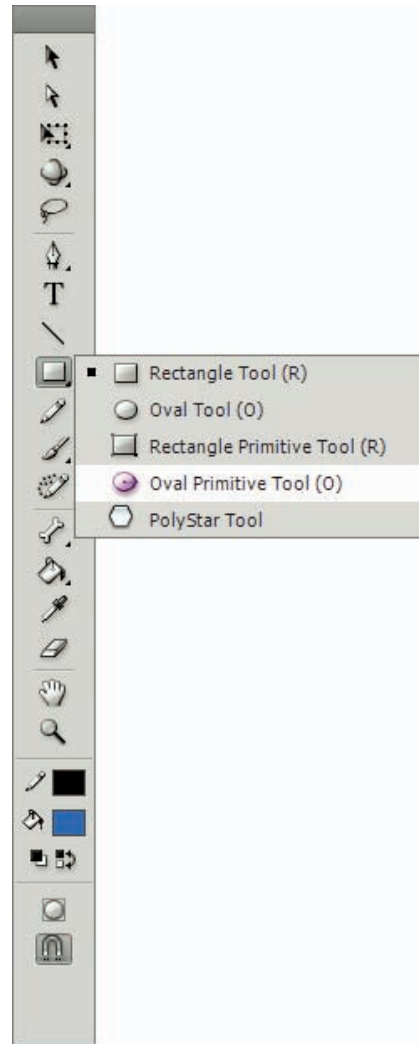 T
Rectangle Tool (R)
Oval Tool (O)
Rectangle Primitive Tool (R)
Oval Primitive Tool (O)
PolyStar Tool